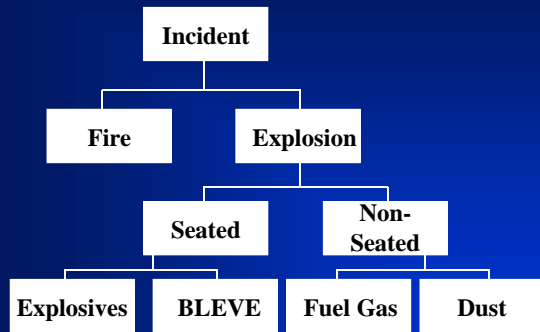 Incident
Fire
Explosion
Seated
Non-
Seated
Explosives
BLEVE
Fuel Gas
Dust